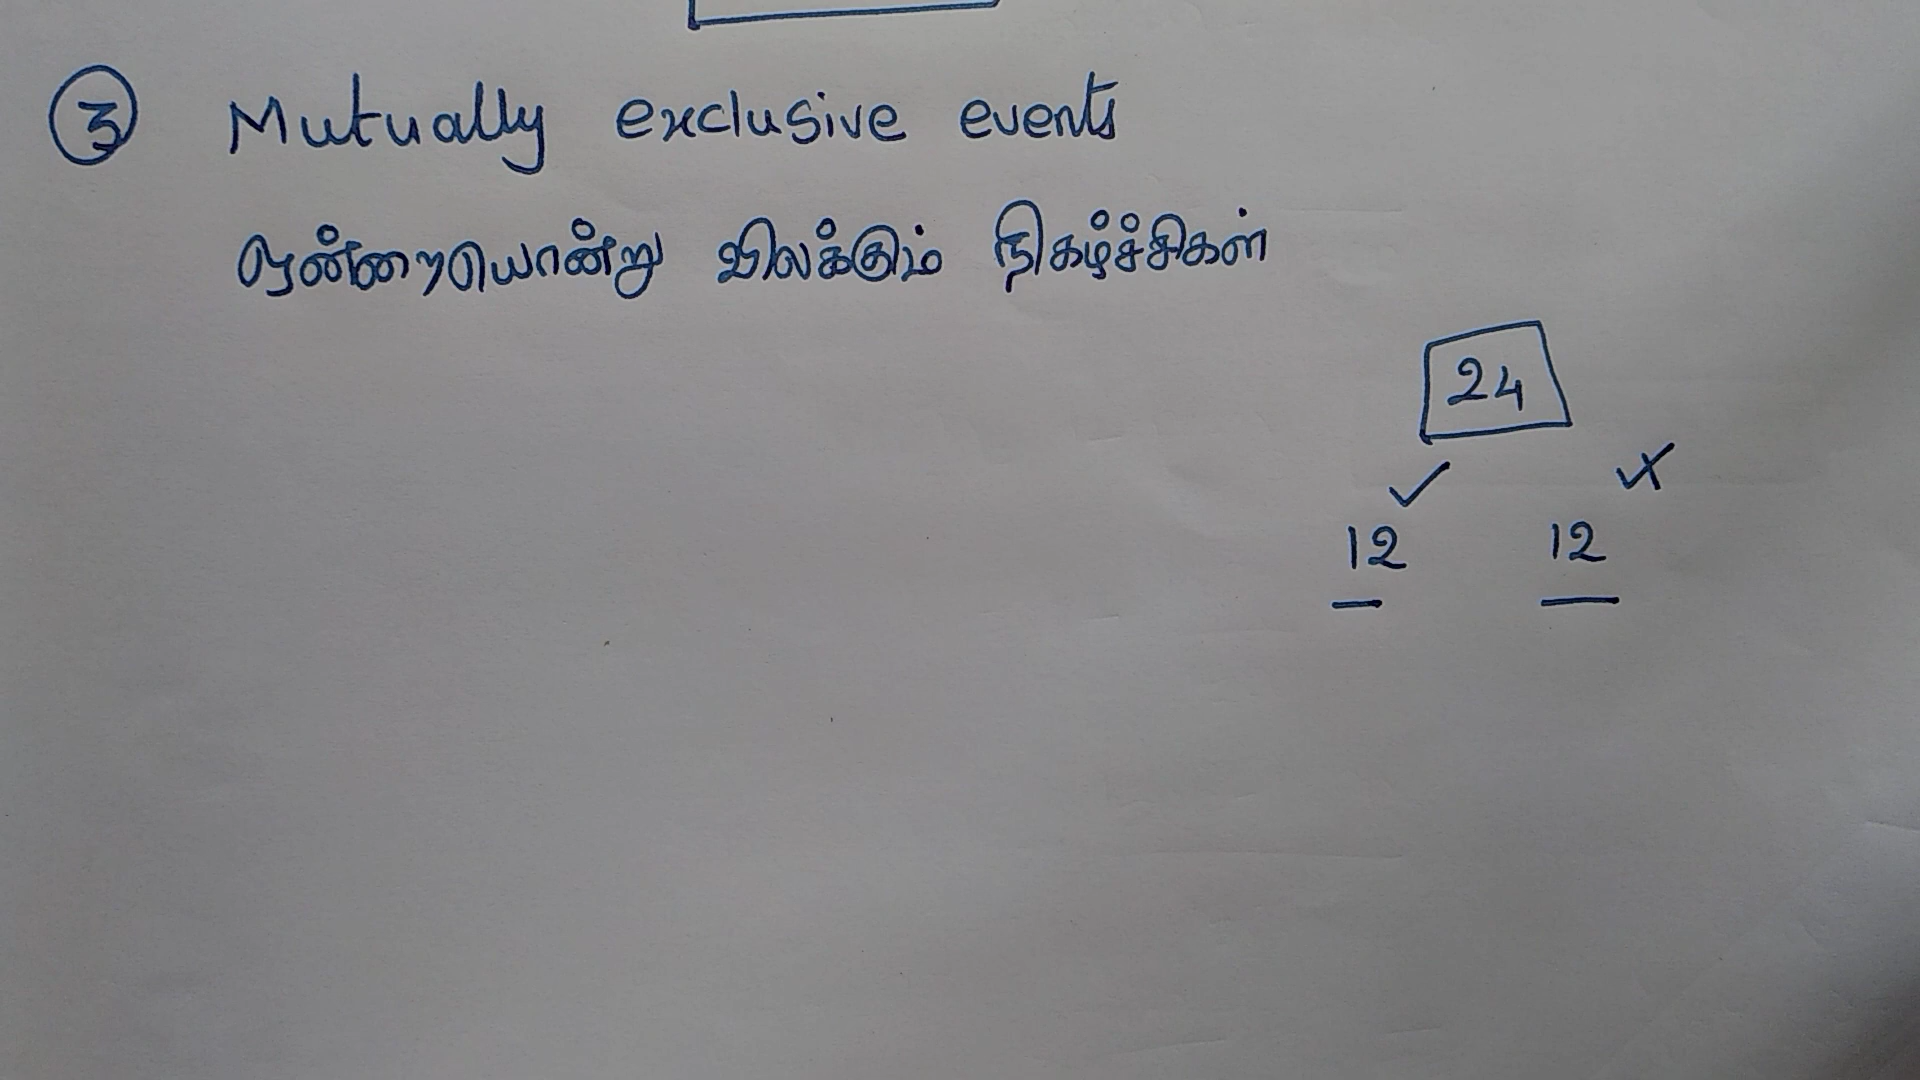 ③ Mutually exclusive events
ஒன்றையொன்று விலக்கும் நிகழ்ச்சிகள்
24
✓ ✓×
12 12